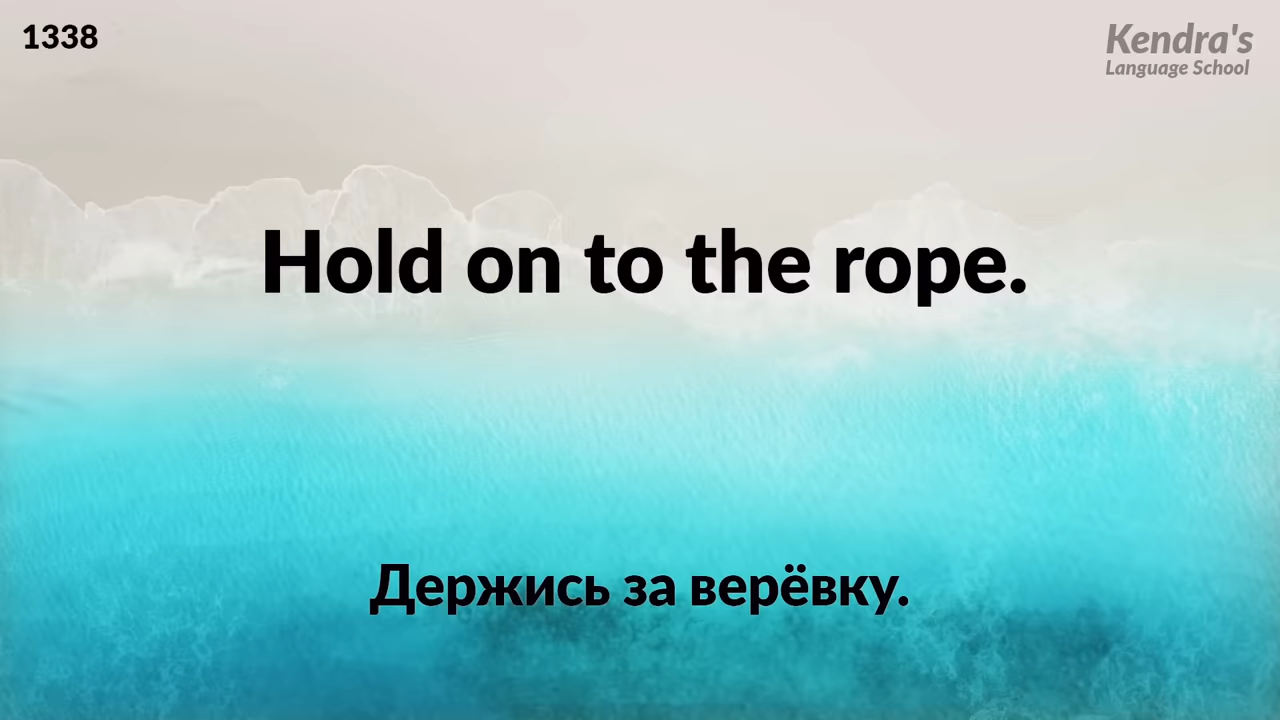 1338
Kendra's
Language School
Hold on to the rope.
Держись за верёвку.